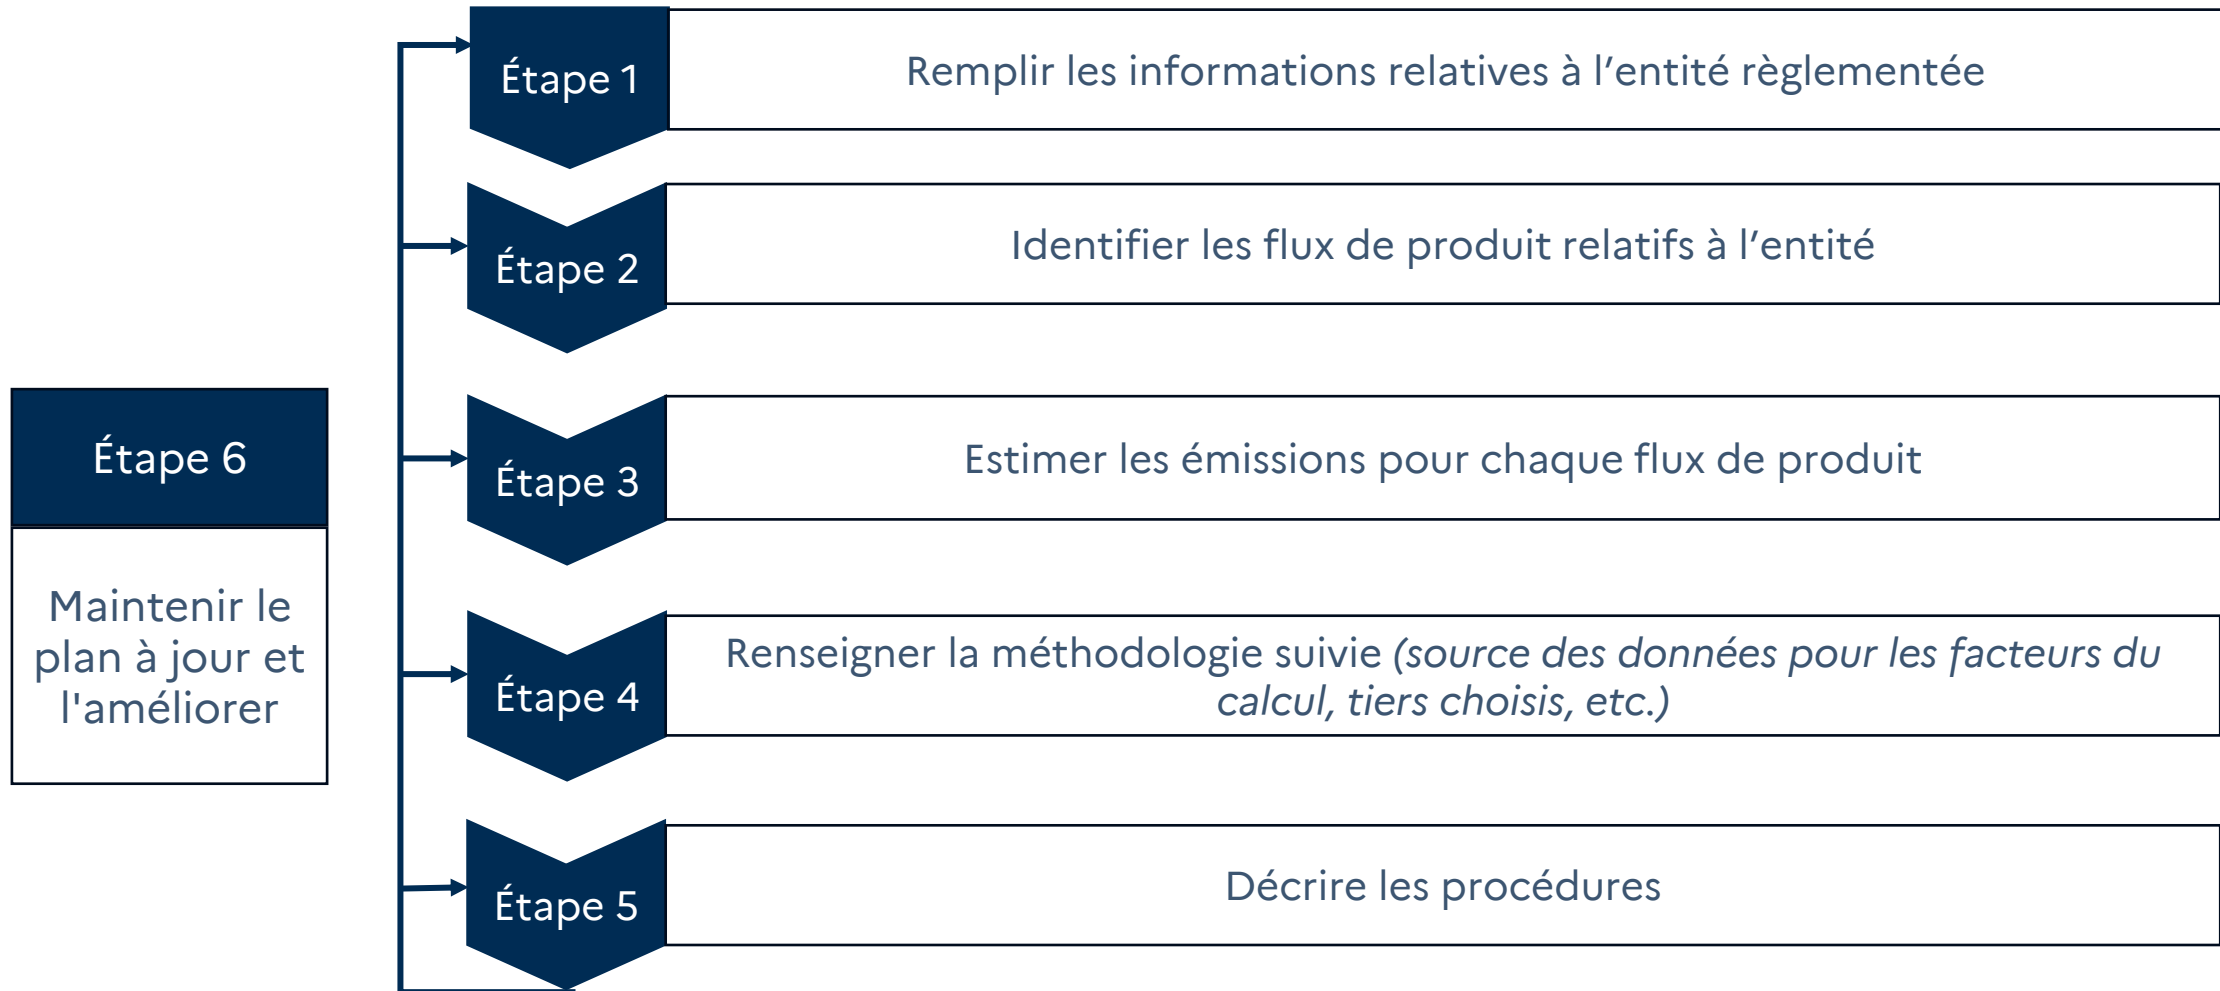 Étape 1
Remplir les informations relatives à l’entité règlementée
Étape 2
Identifier les flux de produit relatifs à l’entité
Étape 3
Estimer les émissions pour chaque flux de produit
Étape 4
Renseigner la méthodologie suivie (source des données pour les facteurs du
calcul, tiers choisis, etc.)
Étape 5
Décrire les procédures
Étape 6
Maintenir le
plan à jour et
l'améliorer